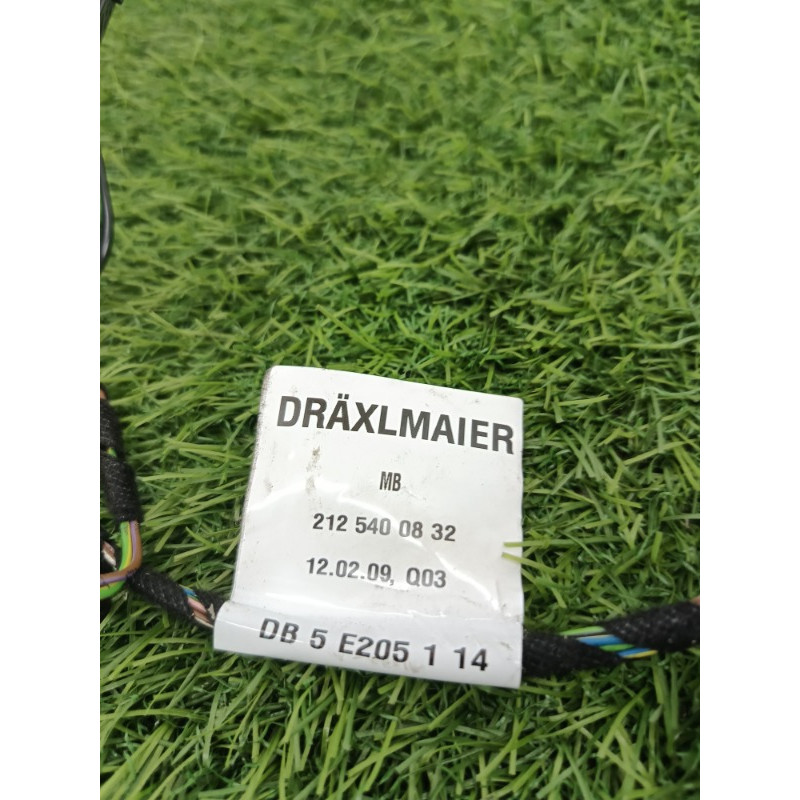 DRÄXLMAIER
MB
212 540 08 32
12.02.09, Q03
DB 5 E205 1 14